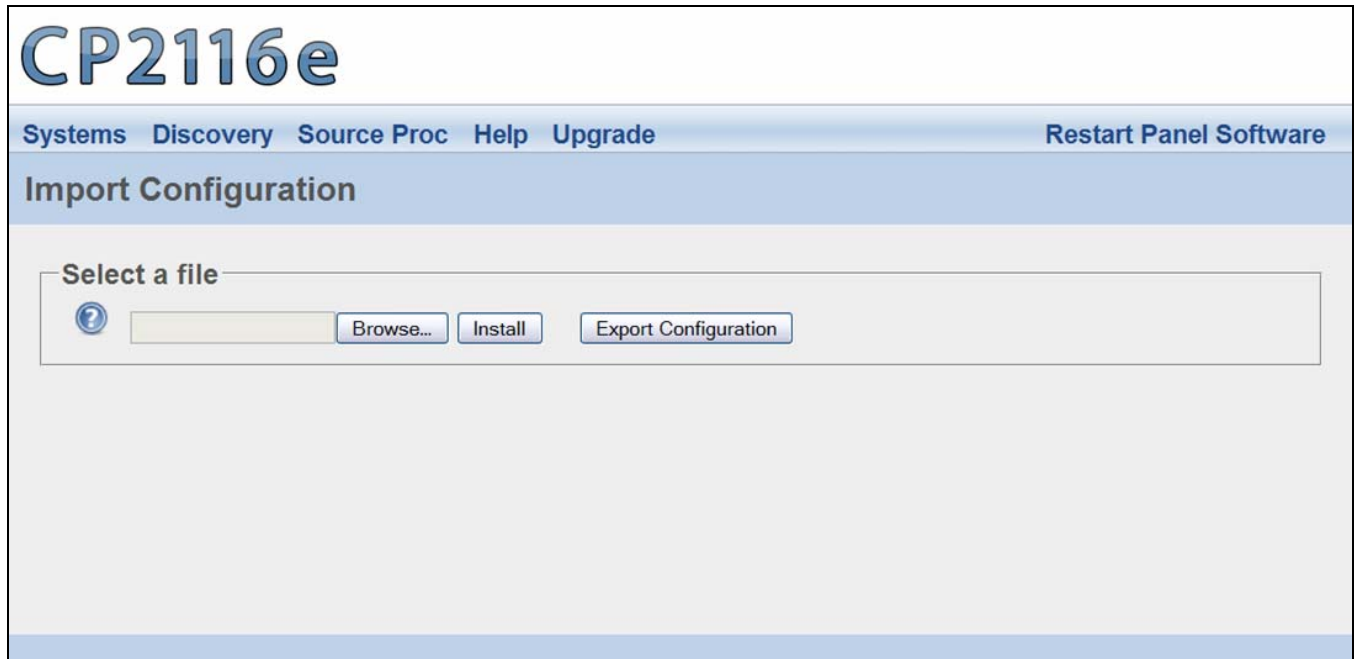 CP2116e
Systems Discovery Source Proc Help Upgrade Restart Panel Software
Import Configuration
Select a file
? Browse... Install Export Configuration